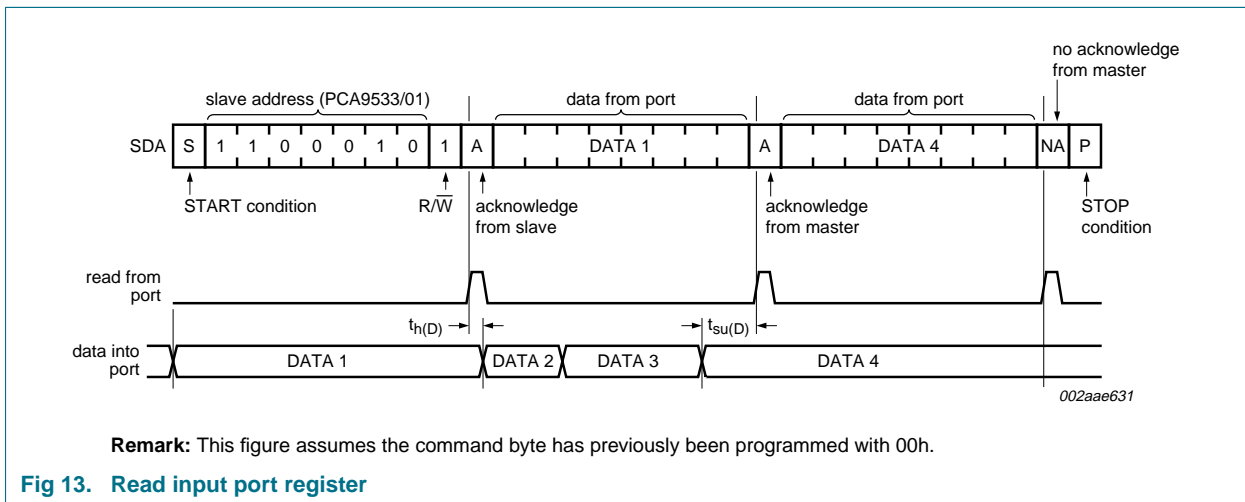 no acknowledge
from master
slave address (PCA9533/01)
data from port
data from port
SDA S 1 1 0 0 0 1 0 1 A DATA 1 A DATA 4 NA P
START condition
R/W̅
acknowledge
from slave
acknowledge
from master
STOP
condition
read from
port
th(D)
tsu(D)
data into
port
DATA 1 DATA 2 DATA 3 DATA 4
002aae631
Remark: This figure assumes the command byte has previously been programmed with 00h.
Fig 13. Read input port register